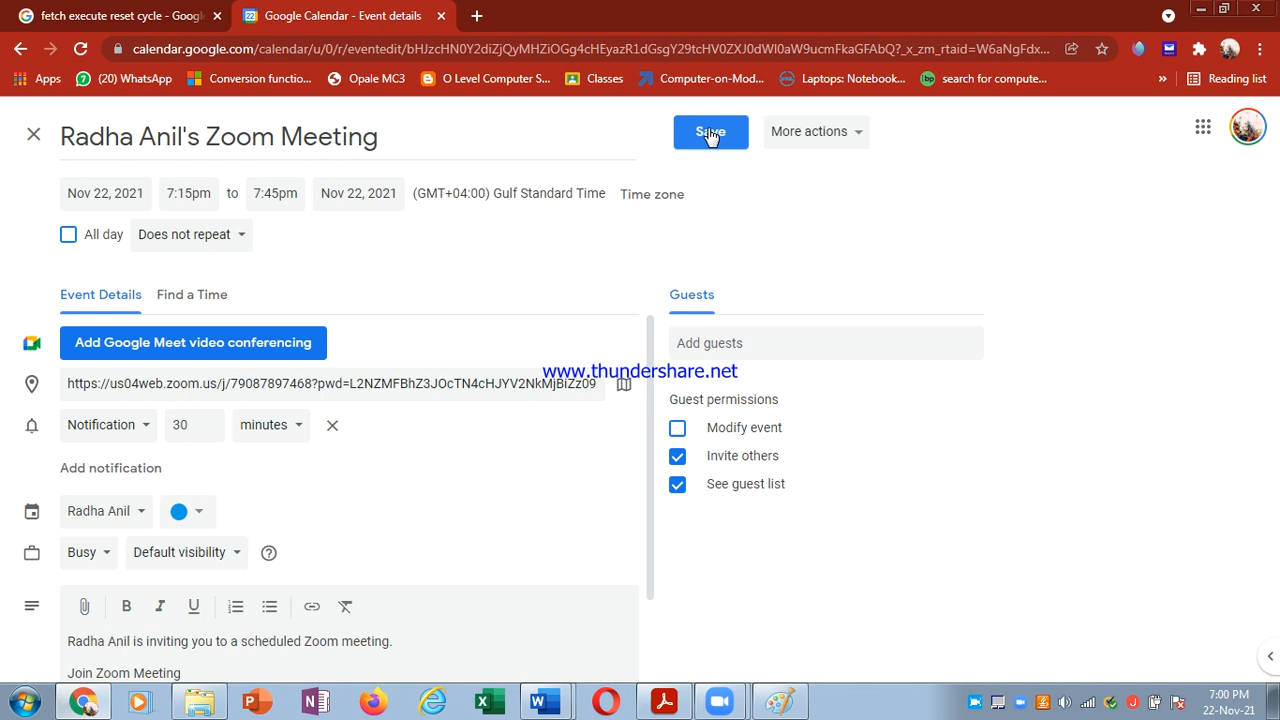 fetch execute reset cycle - Goog
Google Calendar - Event details
calendar.google.com/calendar/u/0/r/eventedit/bHJzcHN0Y2diZjQyMHZiOGg4cHEyazR1dGsgY29tcHV0ZXJ0dWl0aW9ucmFkaGFAbQ?_x_zm_rtaid=W6aNgFdx...
Apps
(20) WhatsApp
Conversion functio...
Opale MC3
O Level Computer S...
Classes
Computer-on-Mod...
Laptops: Notebook...
search for compute...
»
Reading list
Radha Anil's Zoom Meeting
Save
More actions
Nov 22, 2021 7:15pm to 7:45pm Nov 22, 2021 (GMT+04:00) Gulf Standard Time Time zone
All day Does not repeat
Event Details Find a Time
Guests
Add Google Meet video conferencing
Add guests
www.thundershare.net
https://us04web.zoom.us/j/79087897468?pwd=L2NZMFBhZ3JOcTN4cHJYV2NkMjBiZz09
Guest permissions
Notification 30 minutes
Modify event
Invite others
Add notification
See guest list
Radha Anil
Busy Default visibility
B I U
Radha Anil is inviting you to a scheduled Zoom meeting.
Join Zoom Meeting
7:00 PM
22-Nov-21